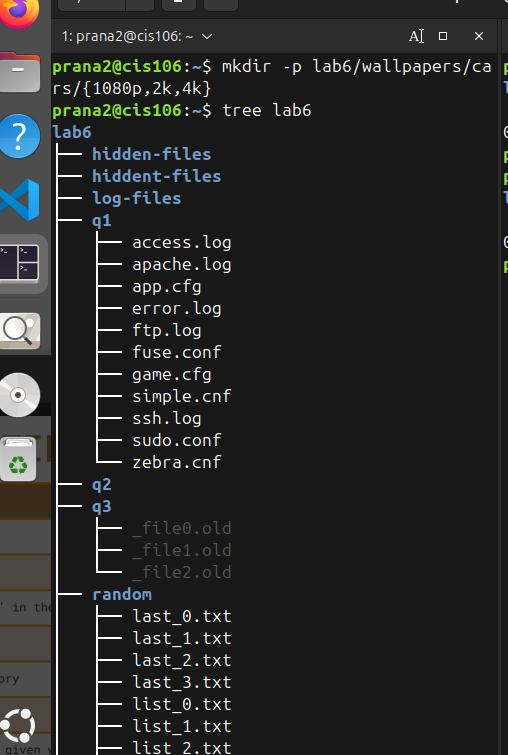 1: prana2@cis106: ~
prana2@cis106:~$ mkdir -p lab6/wallpapers/ca
rs/{1080p,2k,4k}
prana2@cis106:~$ tree lab6
lab6
hidden-files
hiddent-files
log-files
q1
access.log
apache.log
app.cfg
error.log
ftp.log
fuse.conf
game.cfg
simple.cnf
ssh.log
sudo.conf
zebra.cnf
q2
q3
_file0.old
_file1.old
_file2.old
random
last_0.txt
" in the
last_1.txt
last_2.txt
last_3.txt
ory
list_0.txt
list_1.txt
given w
list_2.txt